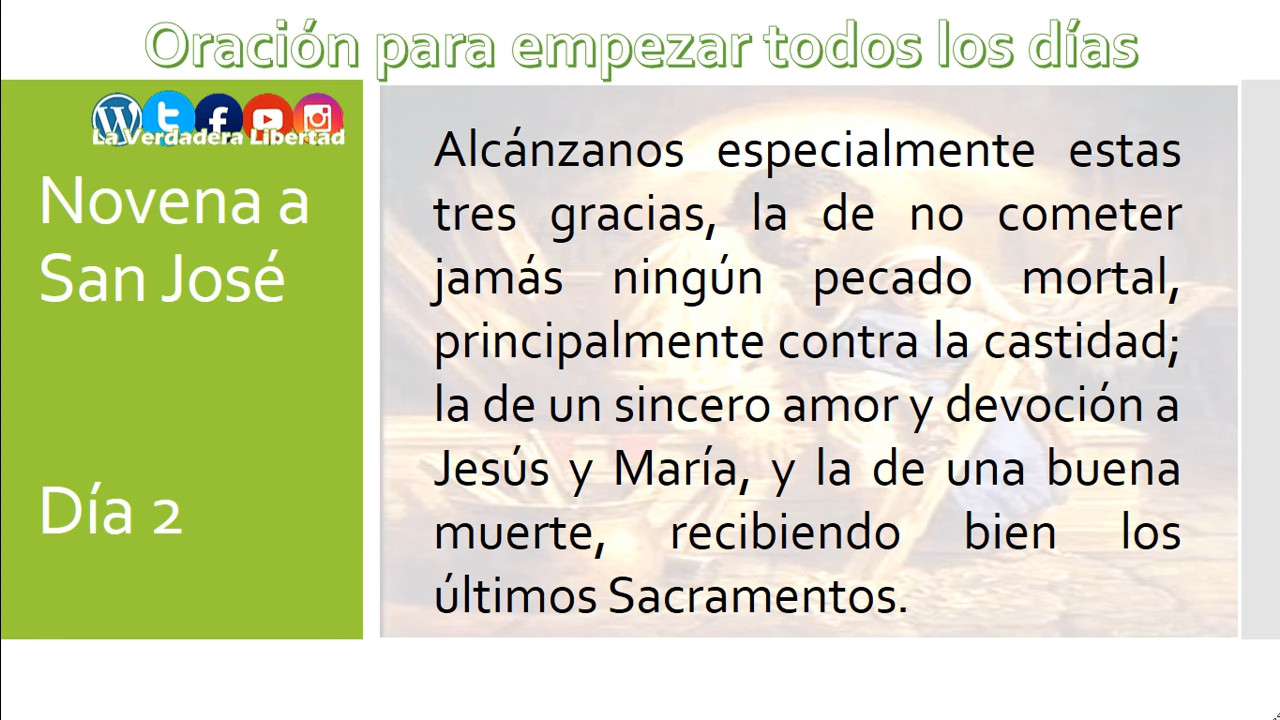 Oración para empezar todos los días
La Verdadera Libertad
Novena a
San José
Día 2
Alcánzanos especialmente estas
tres gracias, la de no cometer
jamás ningún pecado mortal,
principalmente contra la castidad;
la de un sincero amor y devoción a
Jesús y María, y la de una buena
muerte, recibiendo bien los
últimos Sacramentos.